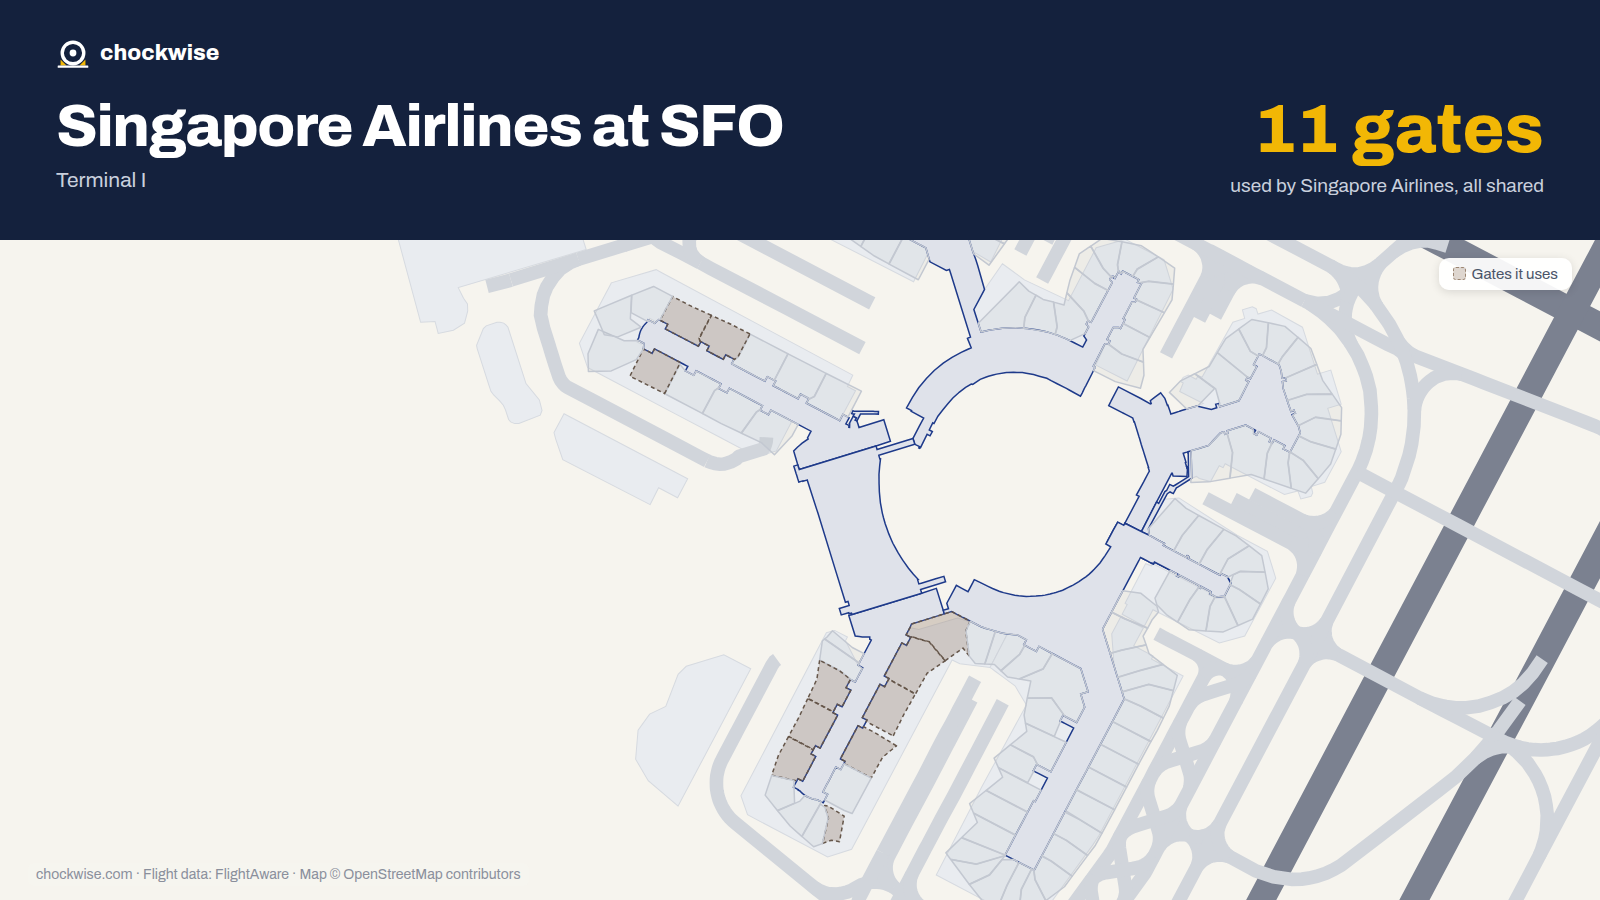 chockwise
Singapore Airlines at SFO
Terminal I
11 gates
used by Singapore Airlines, all shared
Gates it uses
chockwise.com · Flight data: FlightAware · Map © OpenStreetMap contributors